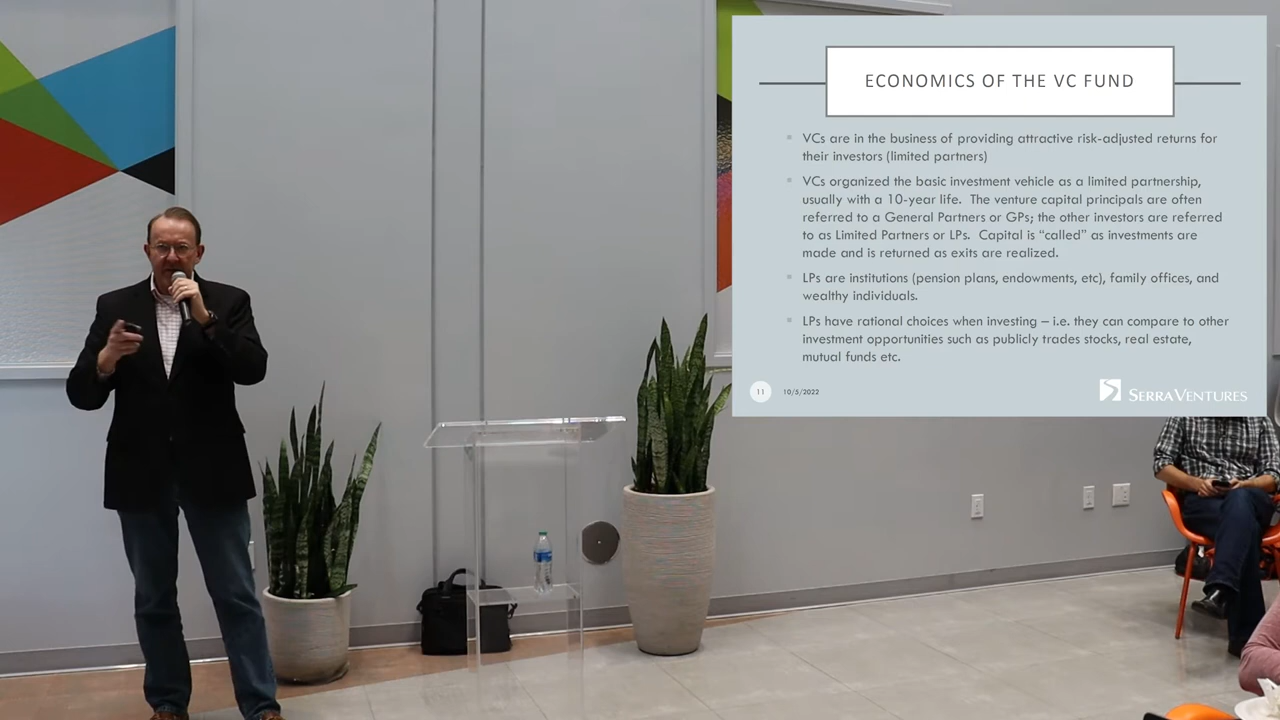 ECONOMICS OF THE VC FUND
VCs are in the business of providing attractive risk-adjusted returns for
their investors (limited partners)
VCs organized the basic investment vehicle as a limited partnership,
usually with a 10-year life. The venture capital principals are often
referred to a General Partners or GPs; the other investors are referred
to as Limited Partners or LPs. Capital is “called” as investments are
made and is returned as exits are realized.
LPs are institutions (pension plans, endowments, etc), family offices, and
wealthy individuals.
LPs have rational choices when investing – i.e. they can compare to other
investment opportunities such as publicly trades stocks, real estate,
mutual funds etc.
11 10/5/2022
SERRAVENTURES